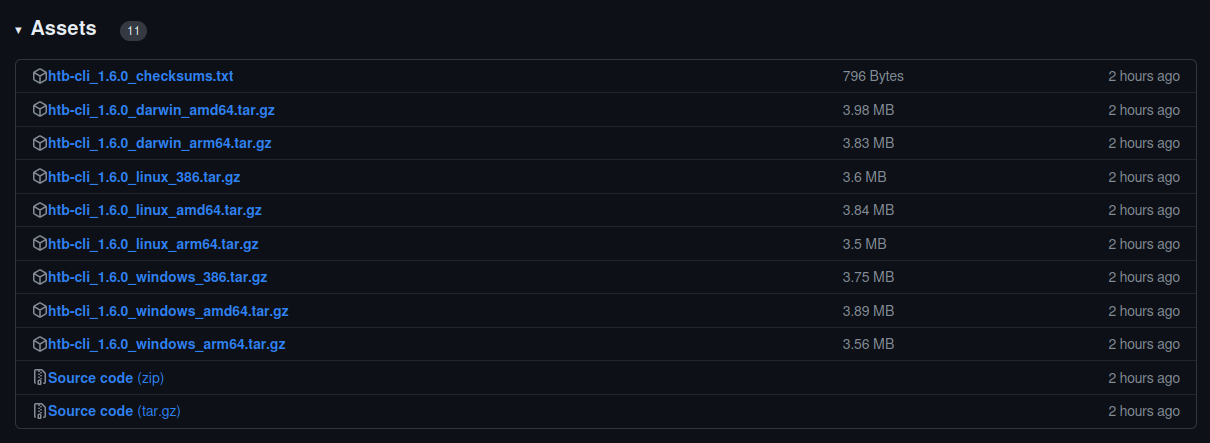 Assets 11
htb-cli_1.6.0_checksums.txt 796 Bytes 2 hours ago
htb-cli_1.6.0_darwin_amd64.tar.gz 3.98 MB 2 hours ago
htb-cli_1.6.0_darwin_arm64.tar.gz 3.83 MB 2 hours ago
htb-cli_1.6.0_linux_386.tar.gz 3.6 MB 2 hours ago
htb-cli_1.6.0_linux_amd64.tar.gz 3.84 MB 2 hours ago
htb-cli_1.6.0_linux_arm64.tar.gz 3.5 MB 2 hours ago
htb-cli_1.6.0_windows_386.tar.gz 3.75 MB 2 hours ago
htb-cli_1.6.0_windows_amd64.tar.gz 3.89 MB 2 hours ago
htb-cli_1.6.0_windows_arm64.tar.gz 3.56 MB 2 hours ago
Source code (zip) 2 hours ago
Source code (tar.gz) 2 hours ago